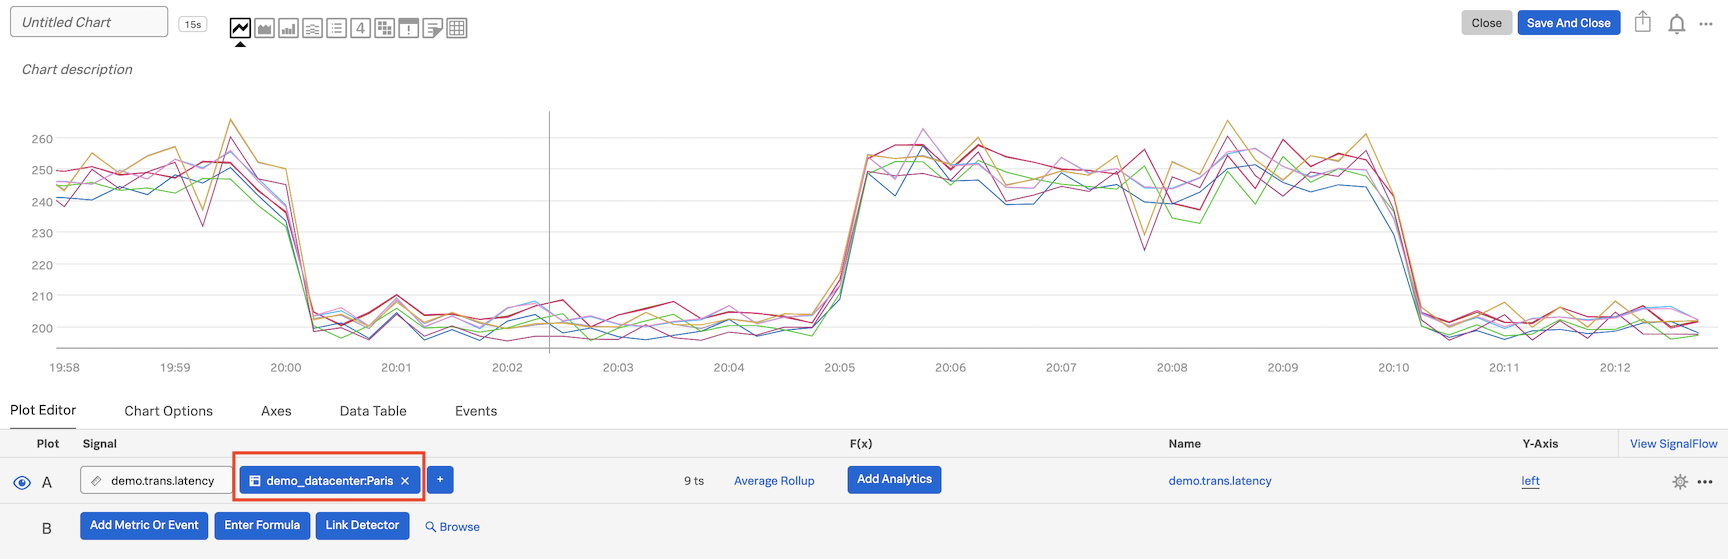 Untitled Chart 15s 4 Close Save And Close
Chart description
260
250
240
230
220
210
200
19:58 19:59 20:00 20:01 20:02 20:03 20:04 20:05 20:06 20:07 20:08 20:09 20:10 20:11 20:12
Plot Editor Chart Options Axes Data Table Events
Plot Signal F(x) Name Y-Axis View SignalFlow
A demo.trans.latency demo_datacenter:Paris × + 9 ts Average Rollup Add Analytics demo.trans.latency left
B Add Metric Or Event Enter Formula Link Detector Browse